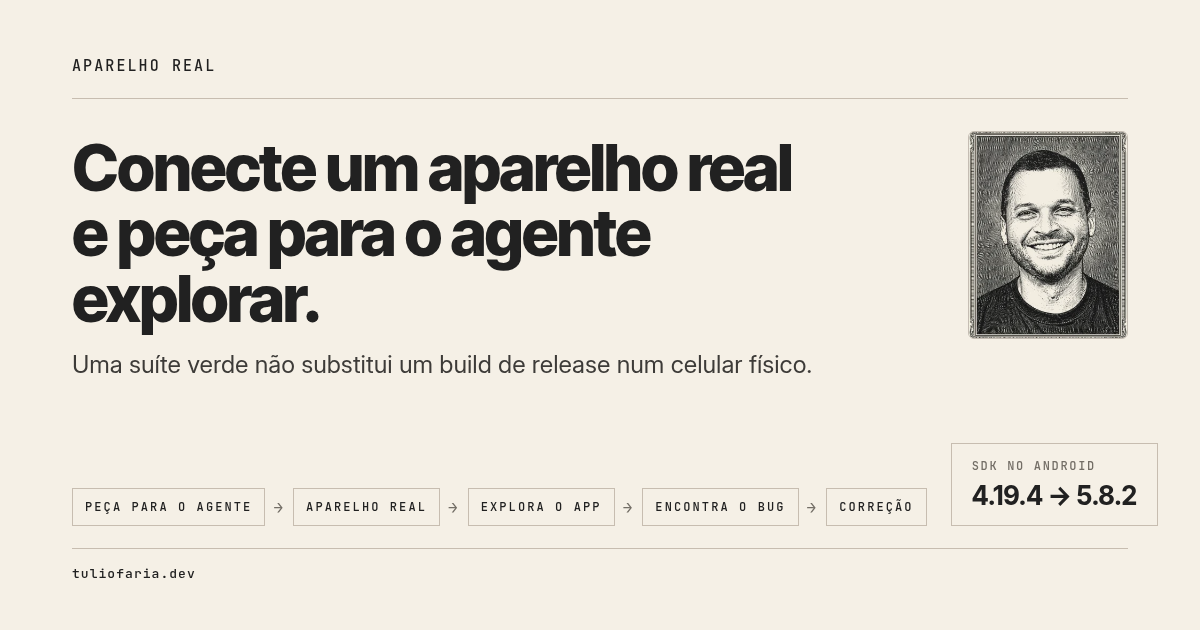 APARELHO REAL
Conecte um aparelho real
e peça para o agente
explorar.
Uma suíte verde não substitui um build de release num celular físico.
PEÇA PARA O AGENTE → APARELHO REAL → EXPLORA O APP → ENCONTRA O BUG → CORREÇÃO
SDK NO ANDROID
4.19.4 → 5.8.2
tuliofaria.dev